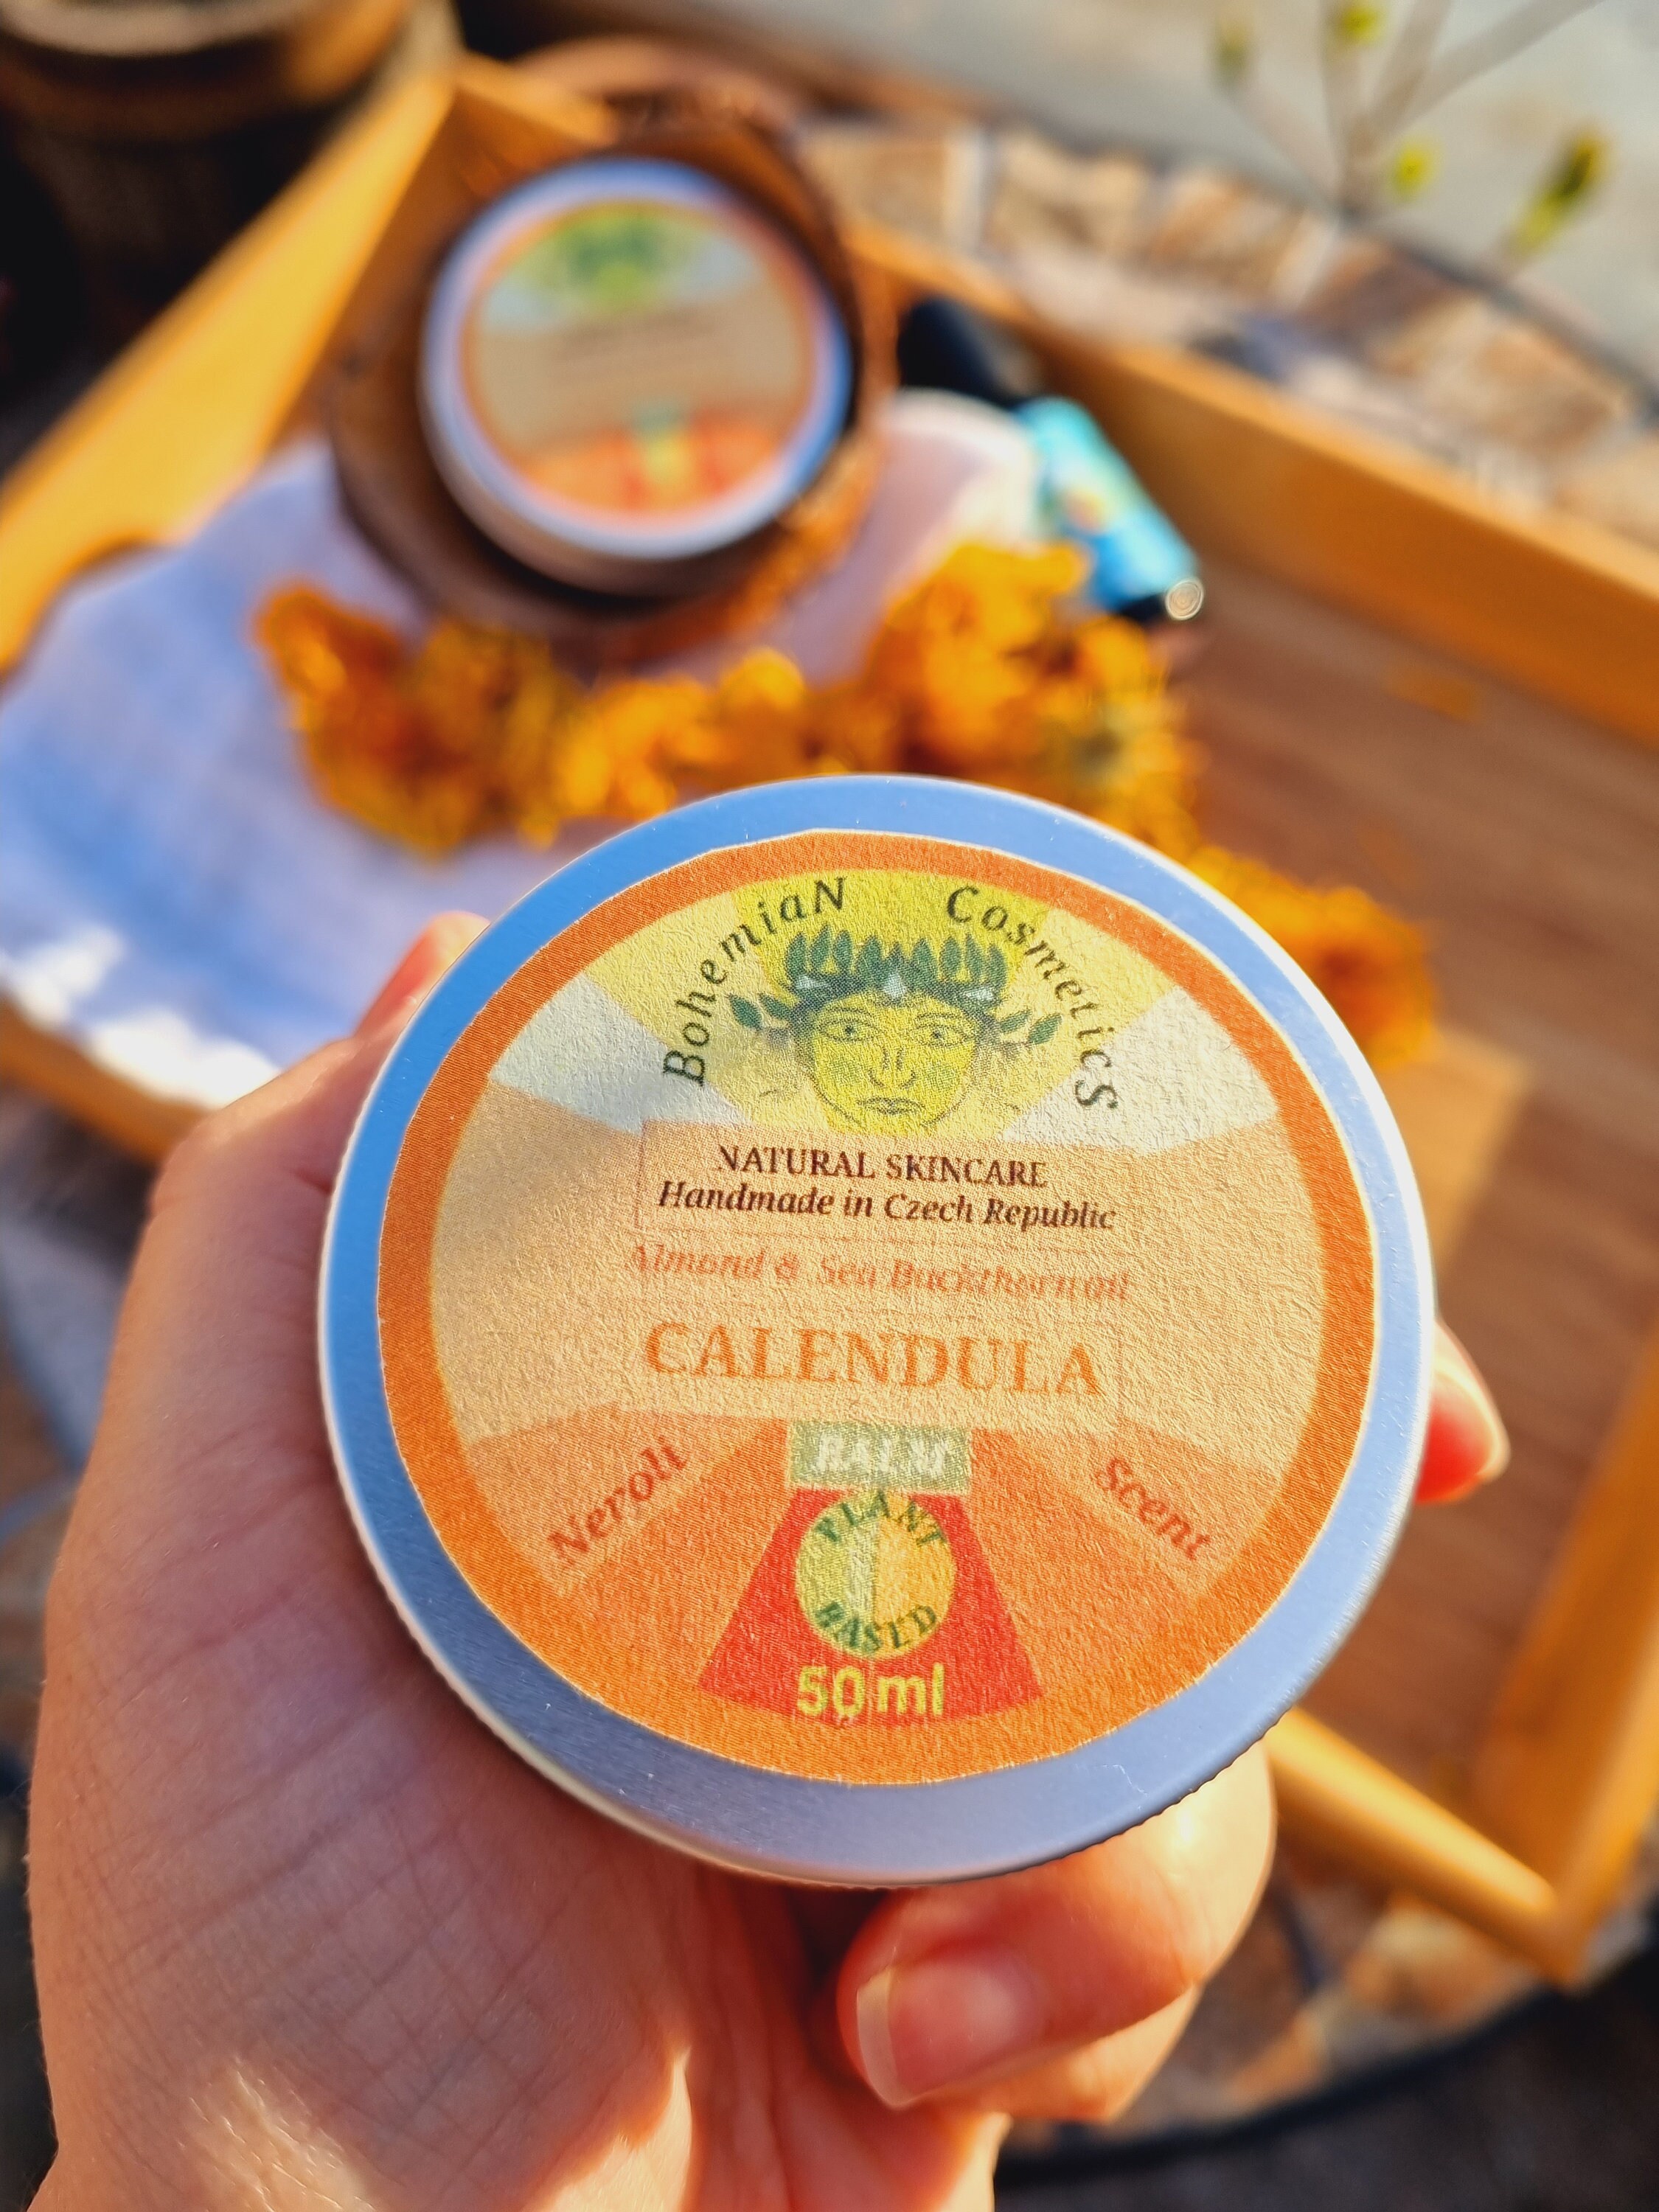 BohemiaN CosmeticS
NATURAL SKINCARE
Handmade in Czech Republic
Almond & Sea Buckthorn oil
CALENDULA
BALM
Neroli Scent
PLANT
BASED
50ml